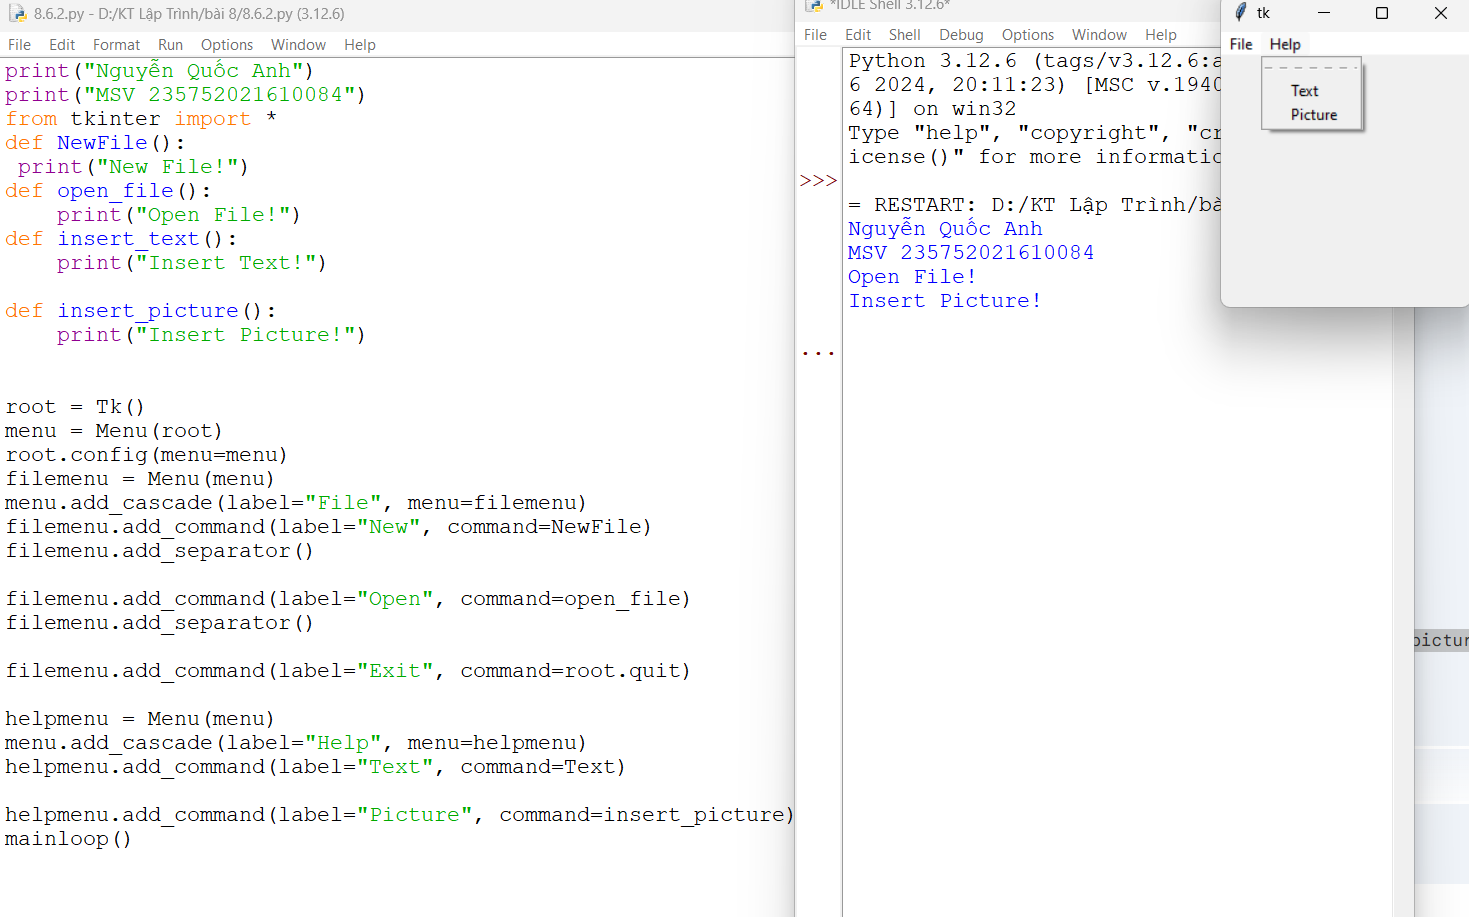 8.6.2.py - D:/KT Lập Trình/bài 8/8.6.2.py (3.12.6)
File Edit Format Run Options Window Help
print("Nguyễn Quốc Anh")
print("MSV 235752021610084")
from tkinter import *
def NewFile():
 print("New File!")
def open_file():
    print("Open File!")
def insert_text():
    print("Insert Text!")
def insert_picture():
    print("Insert Picture!")
root = Tk()
menu = Menu(root)
root.config(menu=menu)
filemenu = Menu(menu)
menu.add_cascade(label="File", menu=filemenu)
filemenu.add_command(label="New", command=NewFile)
filemenu.add_separator()
filemenu.add_command(label="Open", command=open_file)
filemenu.add_separator()
filemenu.add_command(label="Exit", command=root.quit)
helpmenu = Menu(menu)
menu.add_cascade(label="Help", menu=helpmenu)
helpmenu.add_command(label="Text", command=Text)
helpmenu.add_command(label="Picture", command=insert_picture)
mainloop()
*IDLE Shell 3.12.6*
File Edit Shell Debug Options Window Help
Python 3.12.6 (tags/v3.12.6:a
6 2024, 20:11:23) [MSC v.1940
64)] on win32
Type "help", "copyright", "cr
icense()" for more informatic
>>>
= RESTART: D:/KT Lập Trình/bà
Nguyễn Quốc Anh
MSV 235752021610084
Open File!
Insert Picture!
...
tk
File Help
Text
Picture
pictur